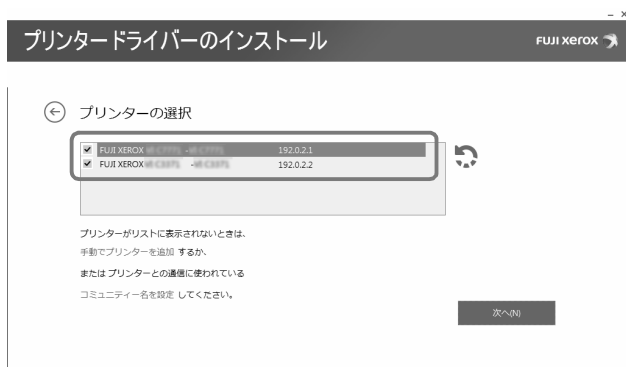 プリンタードライバーのインストール
FUJI XEROX
プリンターの選択
FUJI XEROX 192.0.2.1
FUJI XEROX 192.0.2.2
プリンターがリストに表示されないときは、
手動でプリンターを追加 するか、
または プリンターとの通信に使われている
コミュニティー名を設定 してください。
次へ(N)